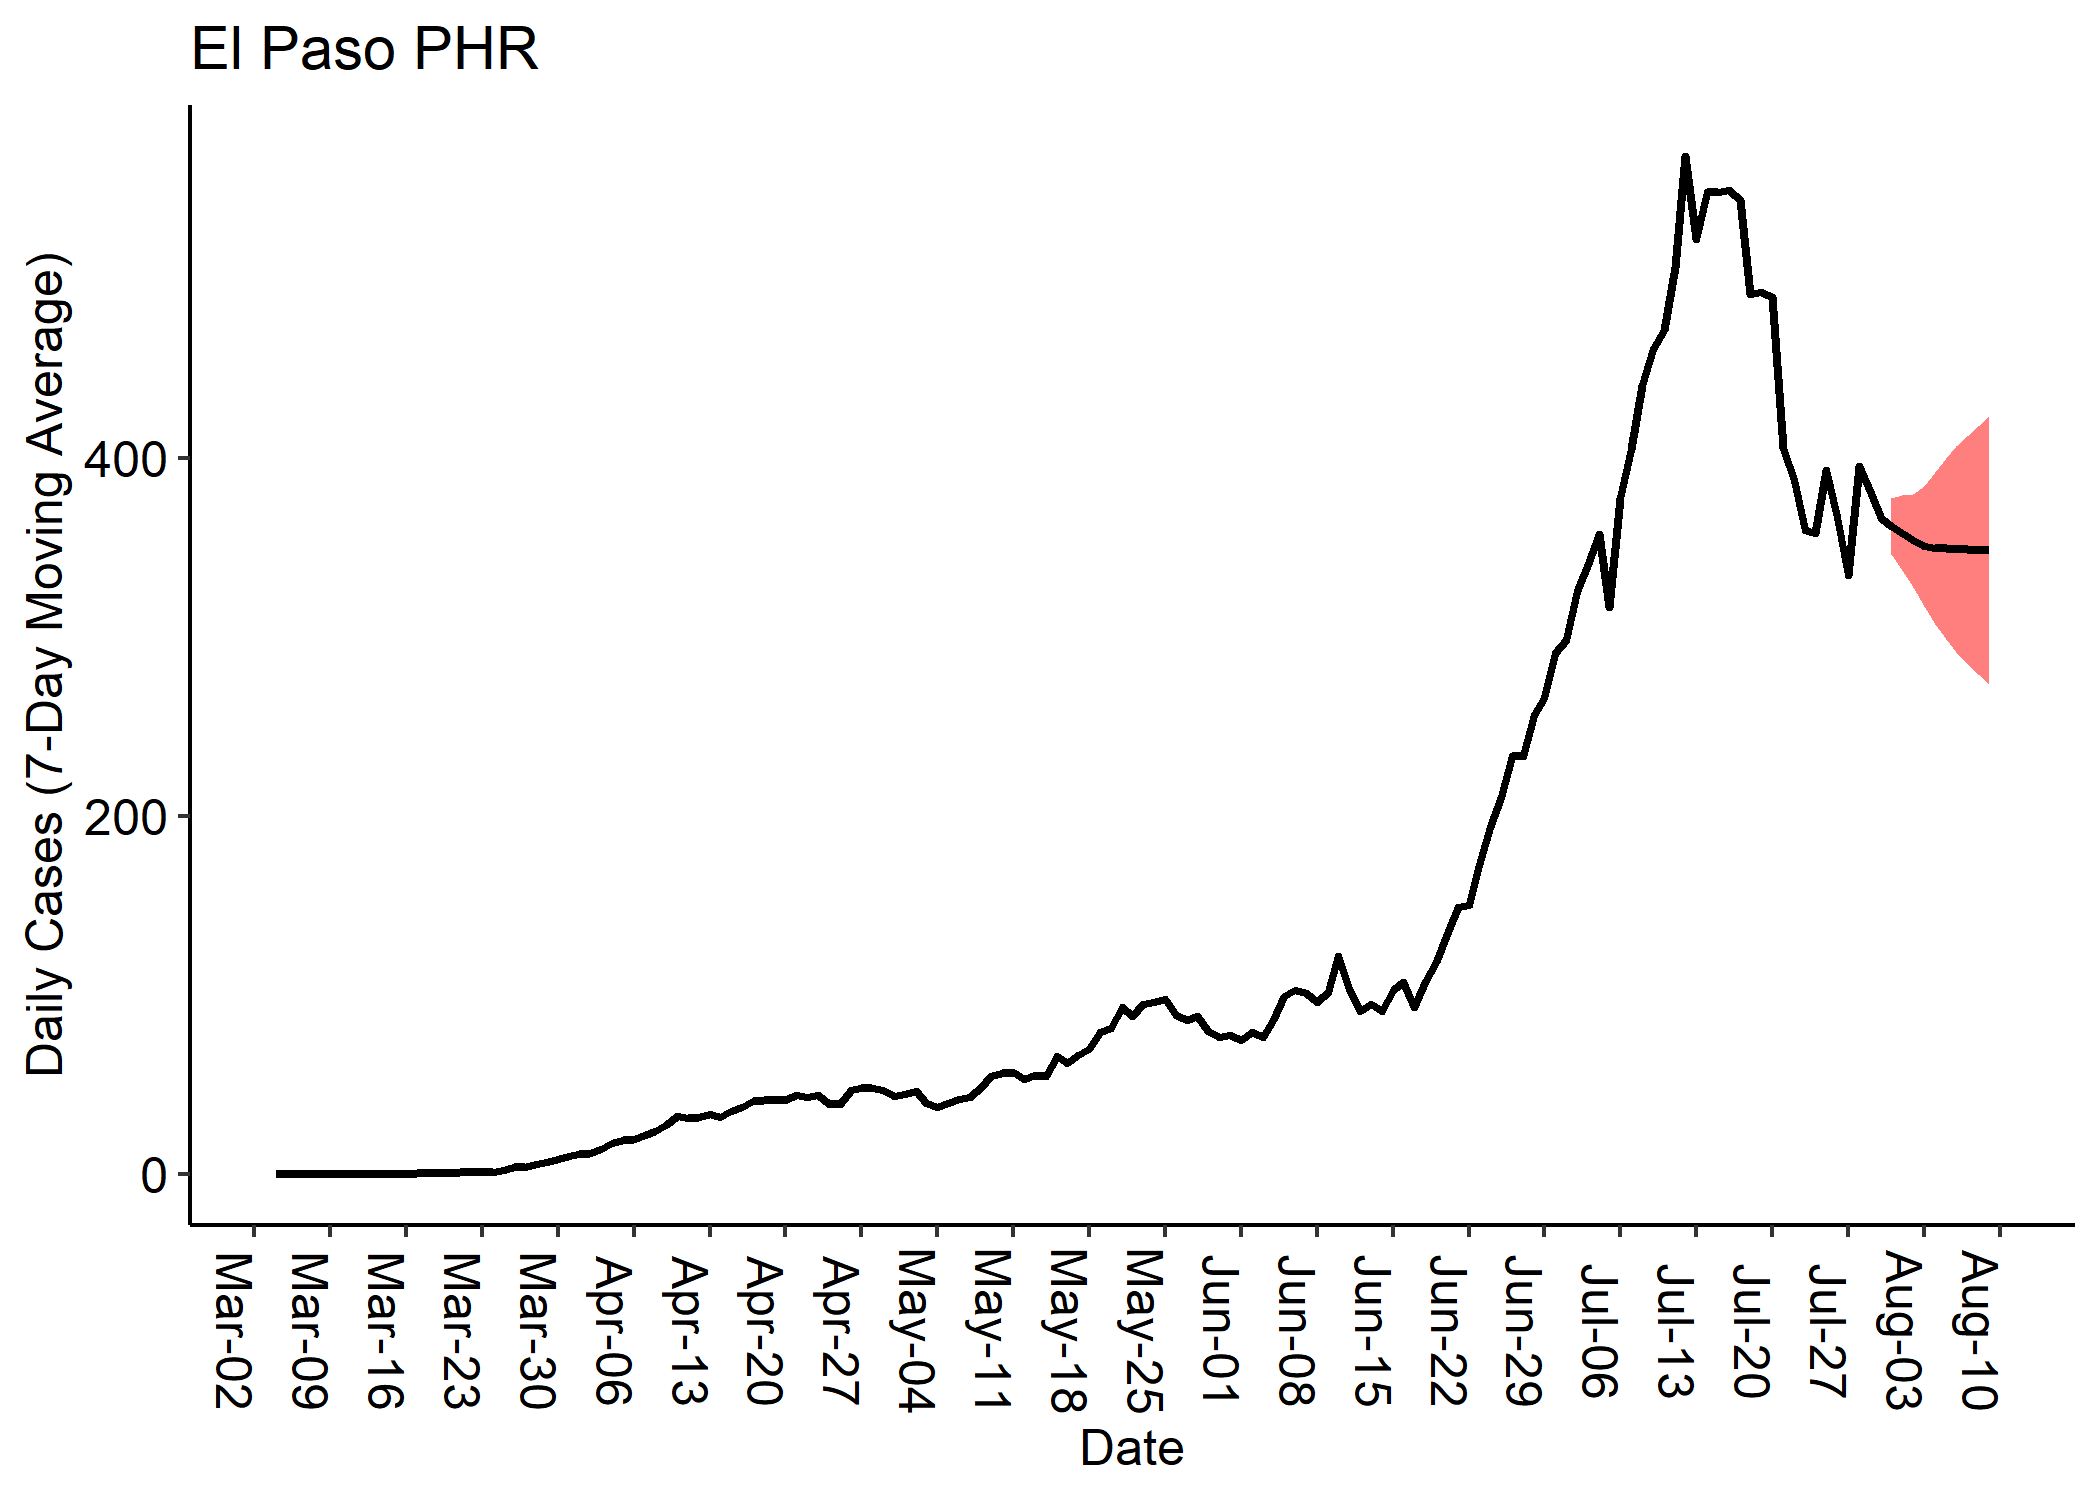 El Paso PHR
Daily Cases (7-Day Moving Average)
400
200
0
Mar-02
Mar-09
Mar-16
Mar-23
Mar-30
Apr-06
Apr-13
Apr-20
Apr-27
May-04
May-11
May-18
May-25
Jun-01
Jun-08
Jun-15
Jun-22
Jun-29
Jul-06
Jul-13
Jul-20
Jul-27
Aug-03
Aug-10
Date